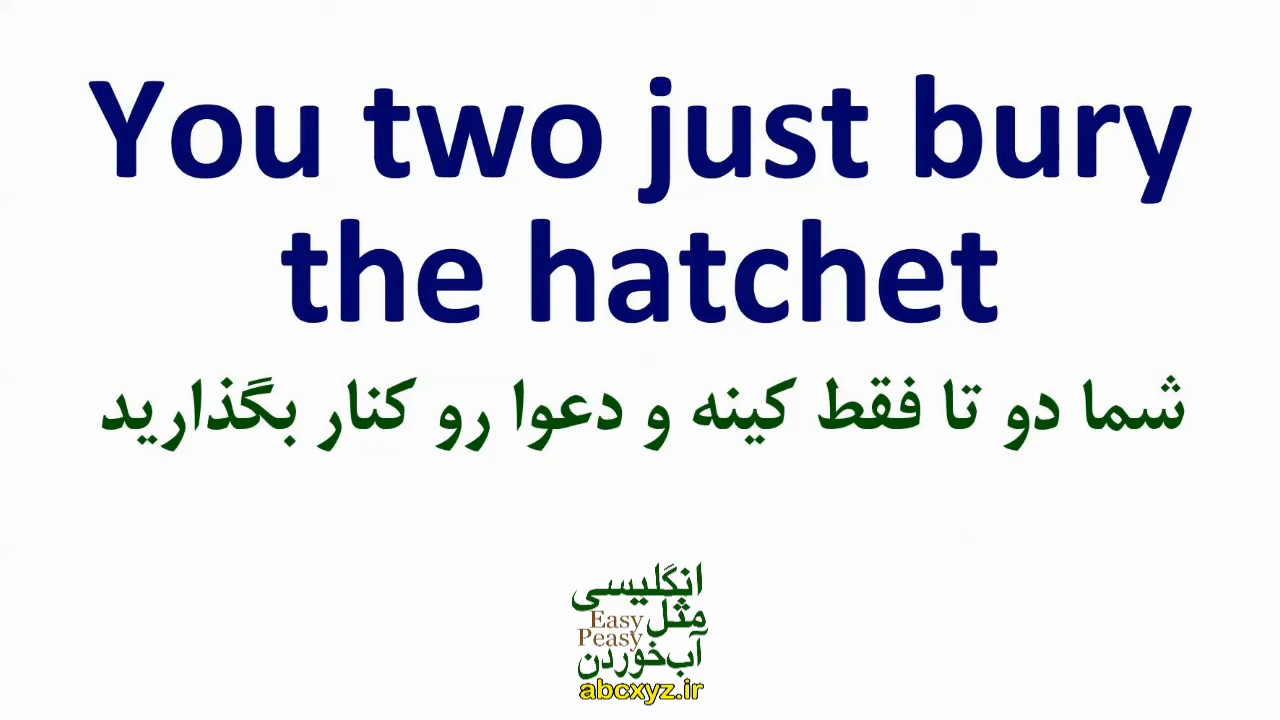 You two just bury
the hatchet
شما دو تا فقط کینه و دعوا رو کنار بگذارید
انگلیسی
مثل
Easy
Peasy
آب‌خوردن
abcxyz.ir